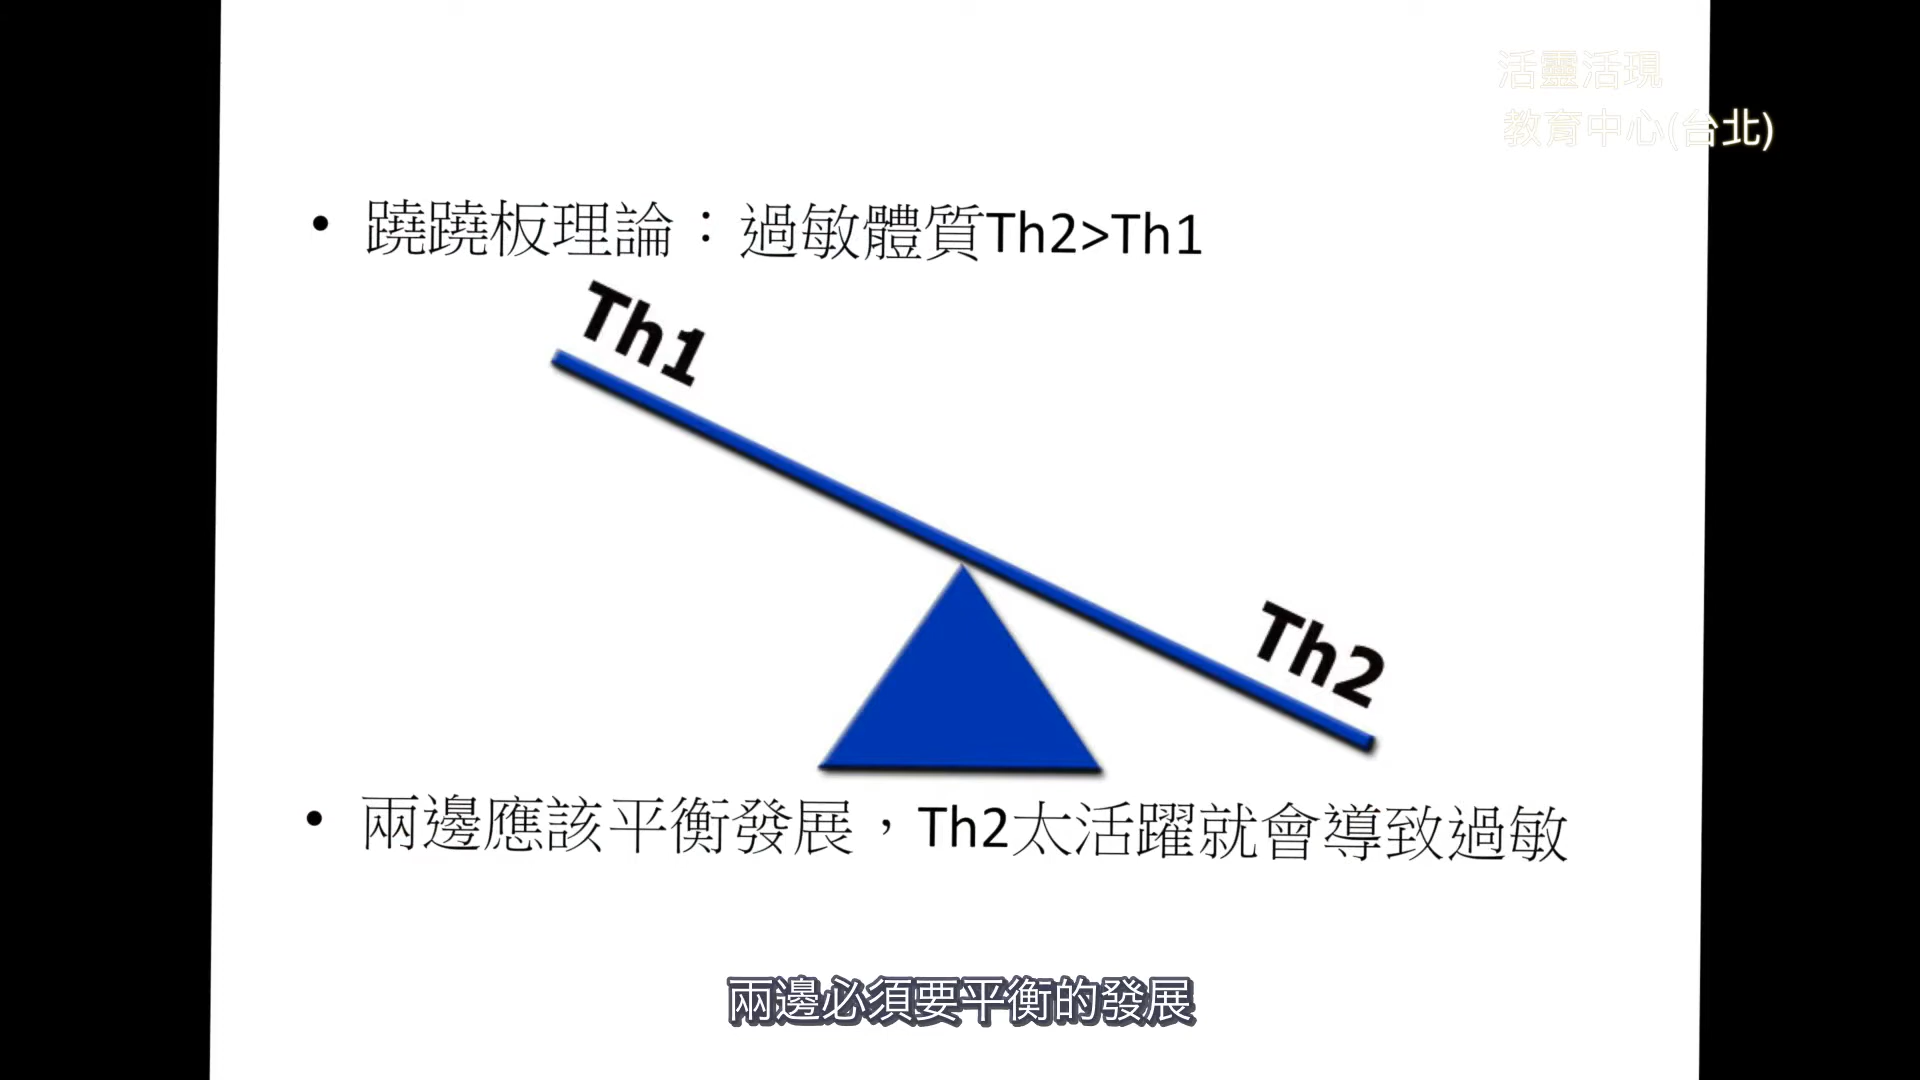 活靈活現
教育中心(台北)
• 蹺蹺板理論：過敏體質Th2>Th1
Th1
Th2
• 兩邊應該平衡發展，Th2太活躍就會導致過敏
兩邊必須要平衡的發展